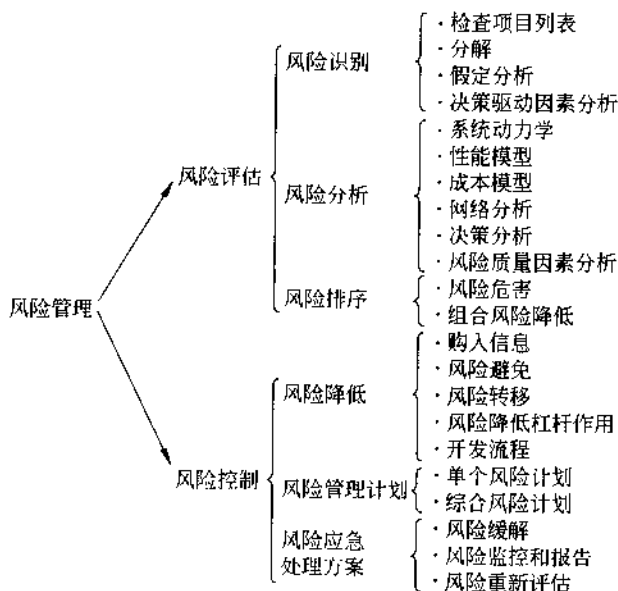 风险管理
风险评估
风险识别
·检查项目列表
·分解
·假定分析
·决策驱动因素分析
风险分析
·系统动力学
·性能模型
·成本模型
·网络分析
·决策分析
·风险质量因素分析
风险排序
·风险危害
·组合风险降低
风险控制
风险降低
·购入信息
·风险避免
·风险转移
·风险降低杠杆作用
·开发流程
风险管理计划
·单个风险计划
·综合风险计划
风险应急
处理方案
·风险缓解
·风险监控和报告
·风险重新评估